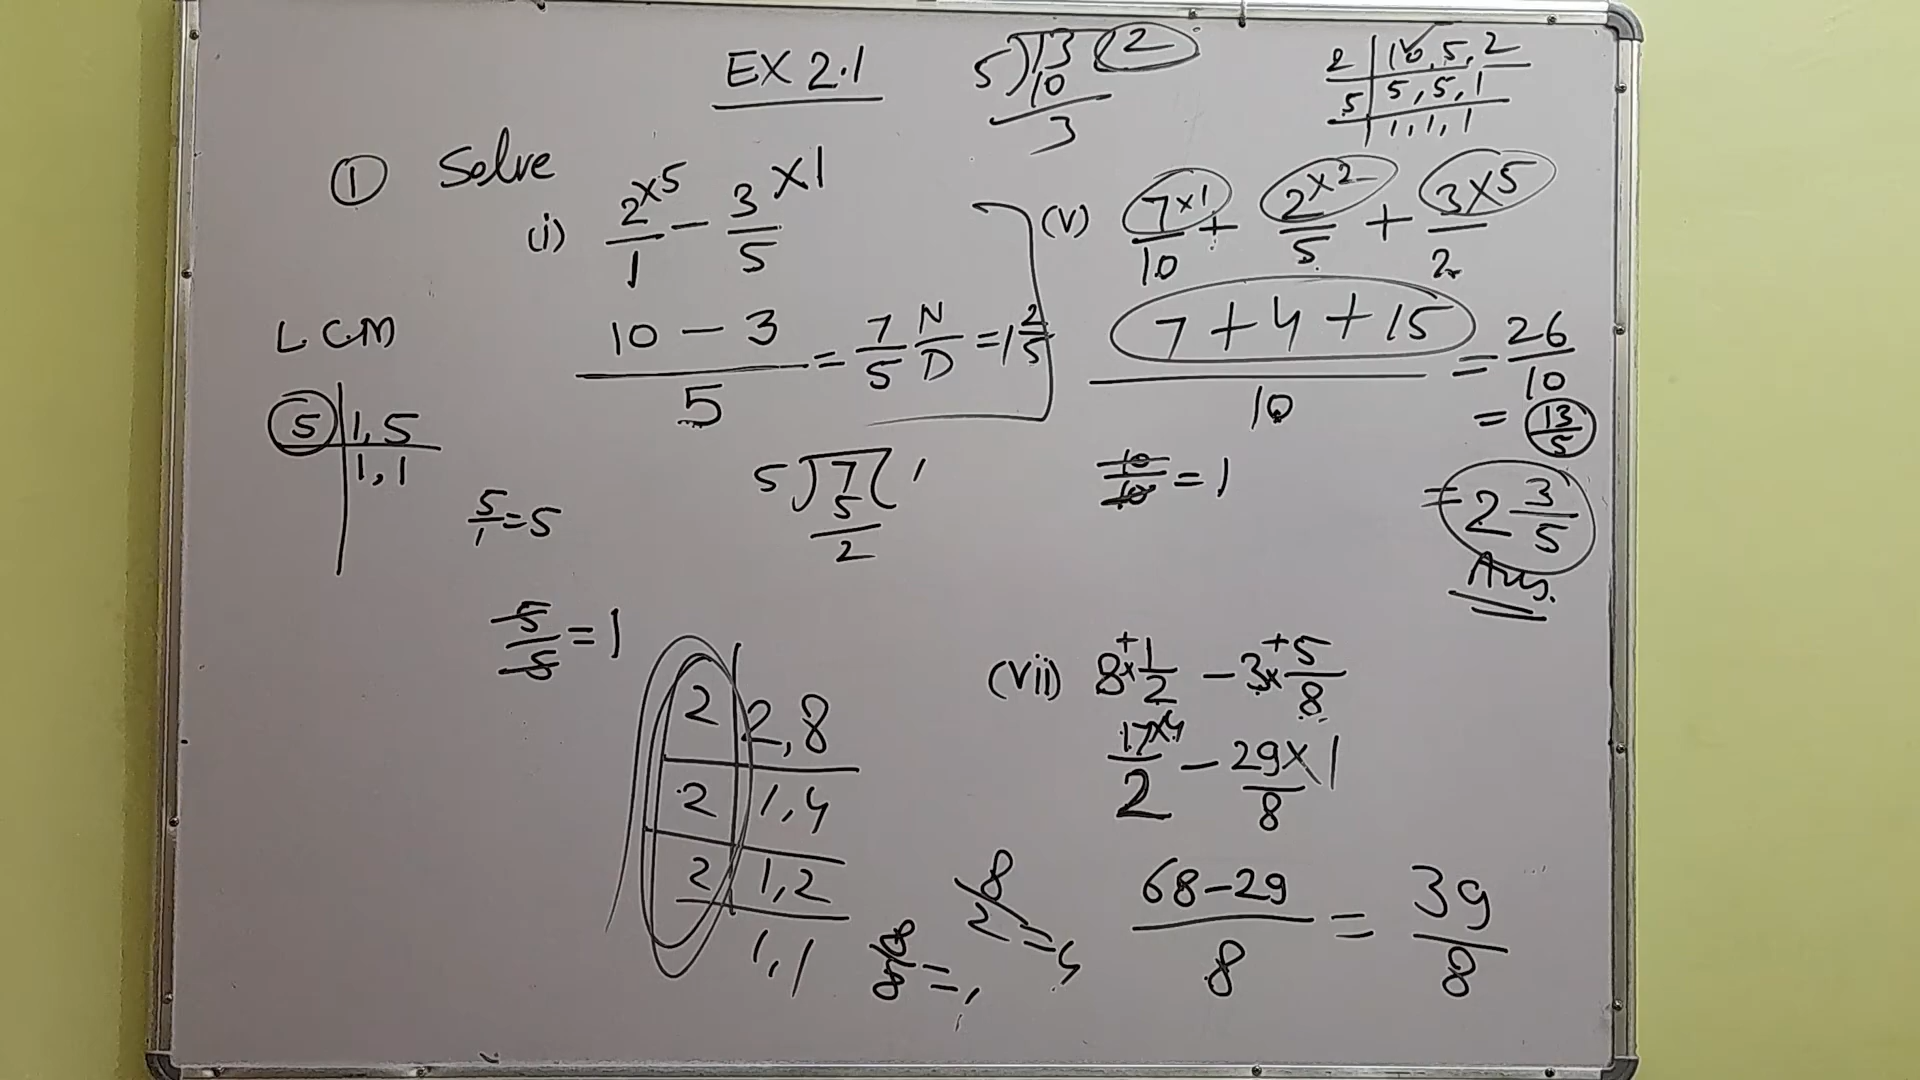 EX 2.1
5 ) 13 ( 2
10
3
2 | 10, 5, 2
5 | 5, 5, 1
1, 1, 1
① Solve
(i) 2×5/1 - 3×1/5
10 - 3 / 5 = 7/5 N/D = 1 2/5
LCM
5 | 1, 5
1, 1
5/1 = 5
5 ) 7 ( 1
5
2
5/5 = 1
(v) 7×1/10 + 2×2/5 + 3×5/2
7 + 4 + 15 / 10 = 26/10
= 13/5
10/10 = 1
= 2 3/5
Ans.
2 | 2, 8
2 | 1, 4
2 | 1, 2
1, 1
8/8 = 1
8/2 = 4
(vii) 8+×1/2 - 3+×5/8
17×4/2 - 29×1/8
68-29 / 8 = 39/8